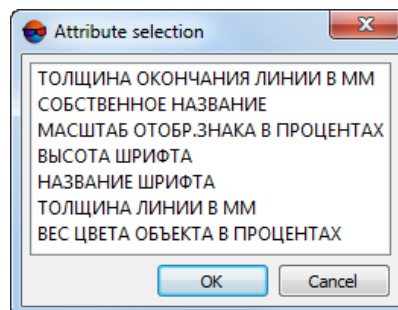 Attribute selection
ТОЛЩИНА ОКОНЧАНИЯ ЛИНИИ В ММ
СОБСТВЕННОЕ НАЗВАНИЕ
МАСШТАБ ОТОБР.ЗНАКА В ПРОЦЕНТАХ
ВЫСОТА ШРИФТА
НАЗВАНИЕ ШРИФТА
ТОЛЩИНА ЛИНИИ В ММ
ВЕС ЦВЕТА ОБЪЕКТА В ПРОЦЕНТАХ
OK Cancel